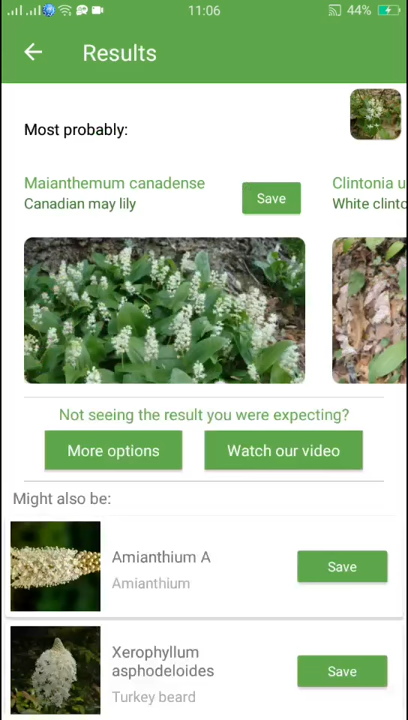 11:06
44%
Results
Most probably:
Maianthemum canadense
Canadian may lily
Save
Clintonia u
White clinto
Not seeing the result you were expecting?
More options
Watch our video
Might also be:
Amianthium A
Amianthium
Save
Xerophyllum
asphodeloides
Turkey beard
Save